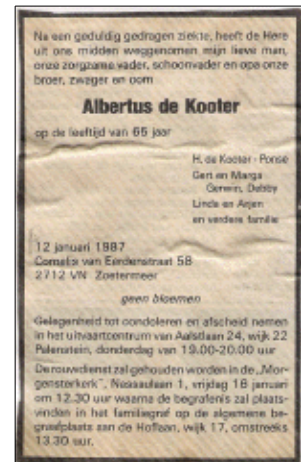 Na een geduldig gedragen ziekte, heeft de Here
uit ons midden weggenomen mijn lieve man,
onze zorgzame vader, schoonvader en opa onze
broer, zwager en oom
Albertus de Kooter
op de leeftijd van 65 jaar
H. de Kooter - Ponse
Gert en Marga
Gerwin, Debby
Linda en Arjen
en verdere familie
12 januari 1987
Cornelis van Eerdenstraat 58
2712 VN Zoetermeer
geen bloemen
Gelegenheid tot condoleren en afscheid nemen
in het uitvaartcentrum van Aalstlaan 24, wijk 22
Palenstein, donderdag van 19.00-20.00 uur
De rouwdienst zal gehouden worden in de „Mor-
gensterkerk”, Nassaulaan 1, vrijdag 16 januari
om 12.30 uur waarna de begrafenis zal plaats-
vinden in het familiegraf op de algemene be-
graafplaats aan de Hoflaan, wijk 17, omstreeks
13.30 uur.